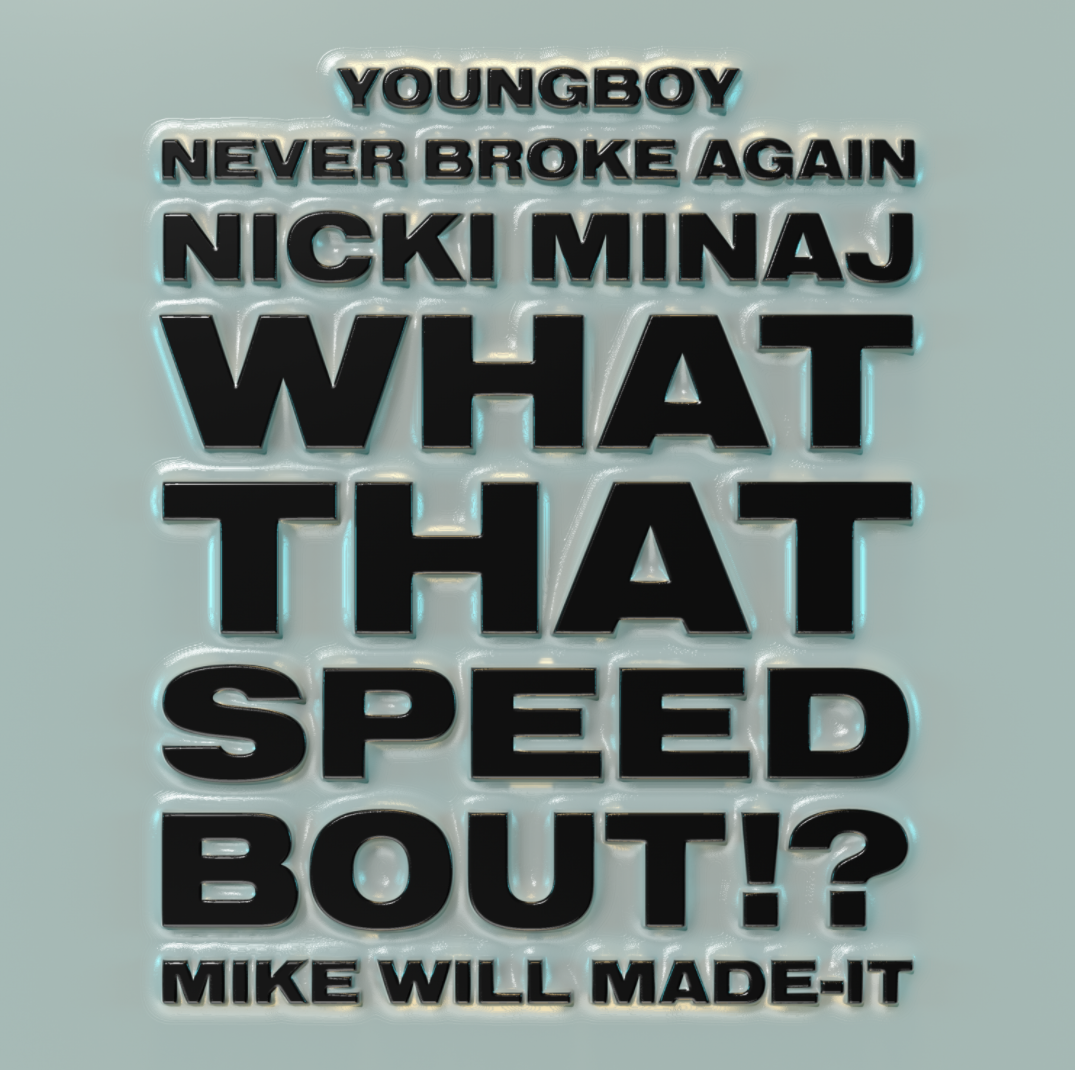 YOUNGBOY
NEVER BROKE AGAIN
NICKI MINAJ
WHAT
THAT
SPEED
BOUT!?
MIKE WILL MADE-IT